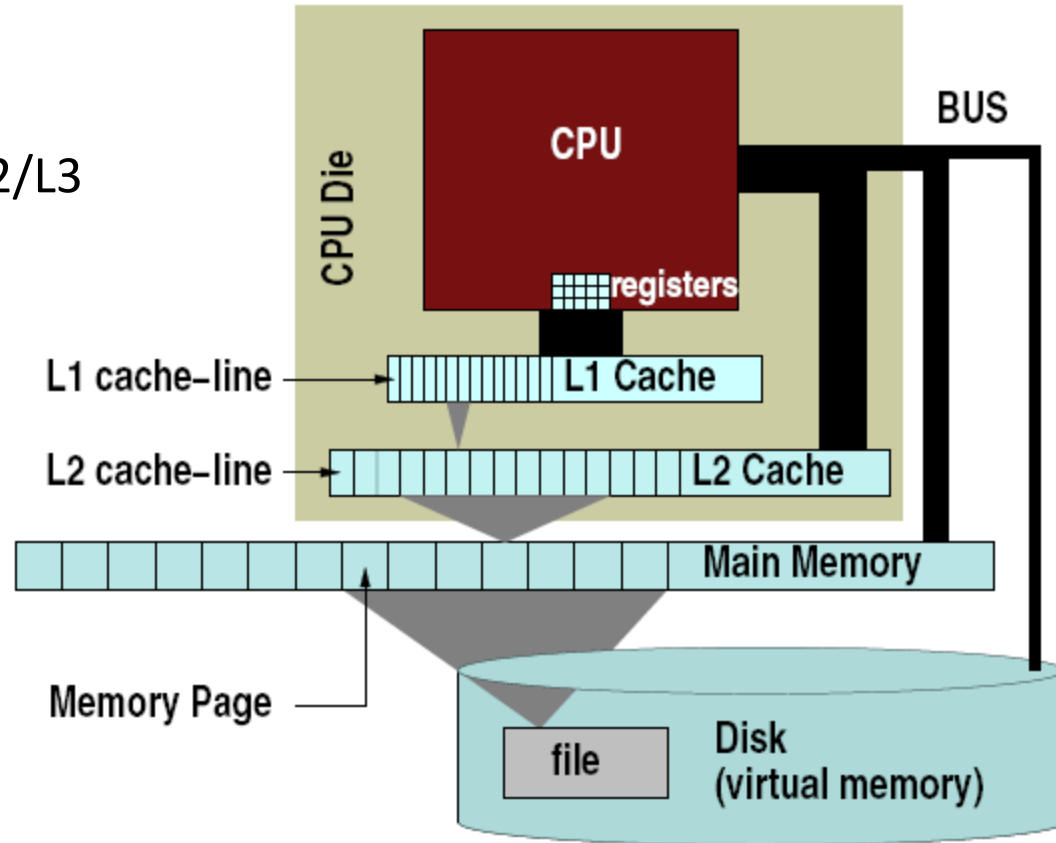 BUS
CPU
2/L3
CPU Die
registers
L1 cache–line
L1 Cache
L2 cache–line
L2 Cache
Main Memory
Memory Page
file
Disk
(virtual memory)